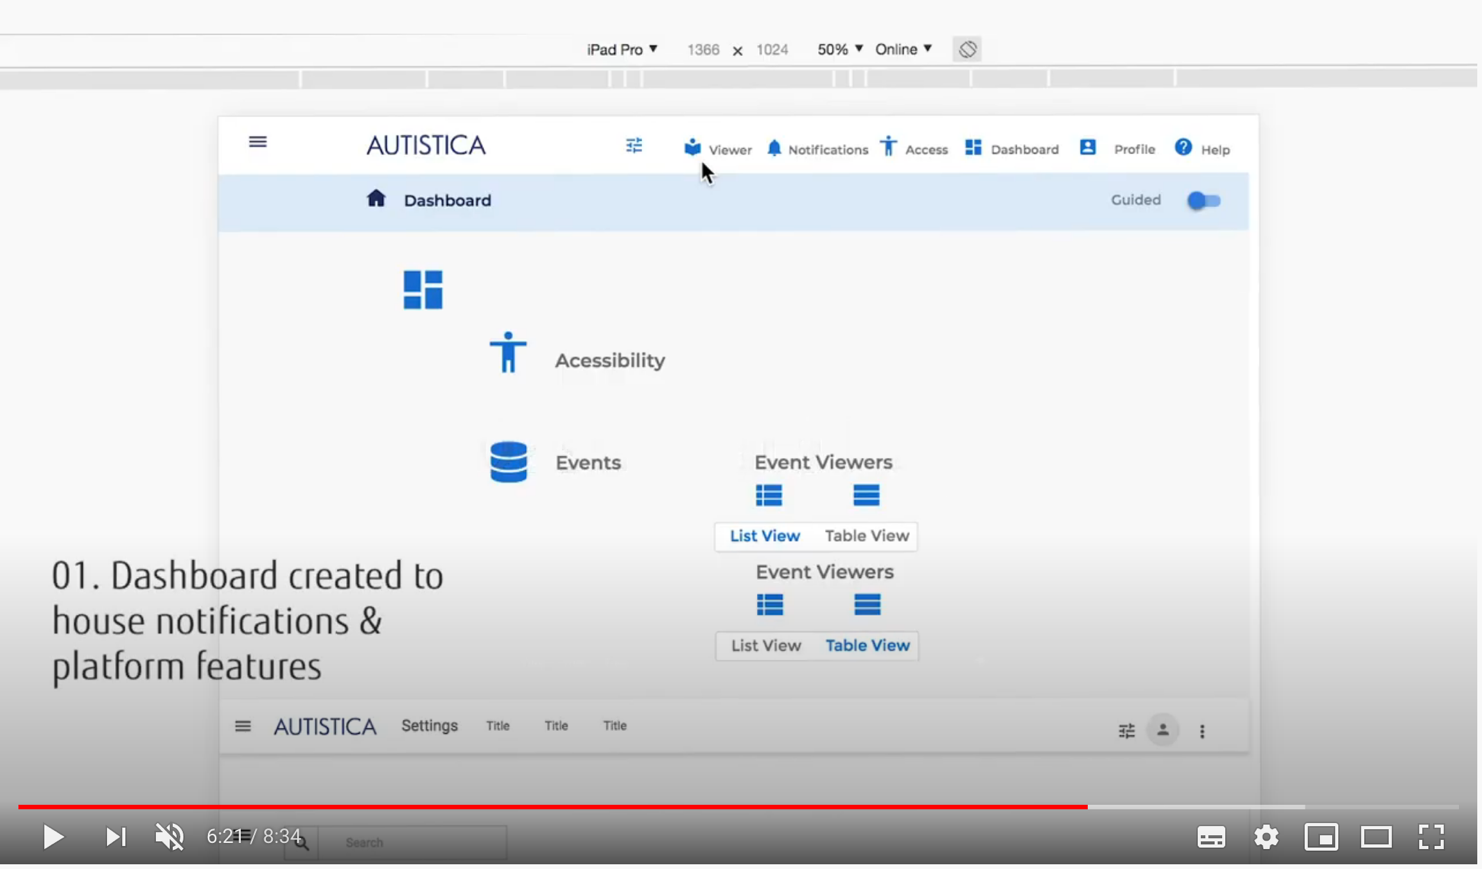 iPad Pro ▼ 1366 × 1024 50% ▼ Online ▼
AUTISTICA Viewer Notifications Access Dashboard Profile Help
Dashboard Guided
Acessibility
Events Event Viewers
List View Table View
Event Viewers
List View Table View
01. Dashboard created to
house notifications &
platform features
AUTISTICA Settings Title Title Title
6:21 / 8:34 Search